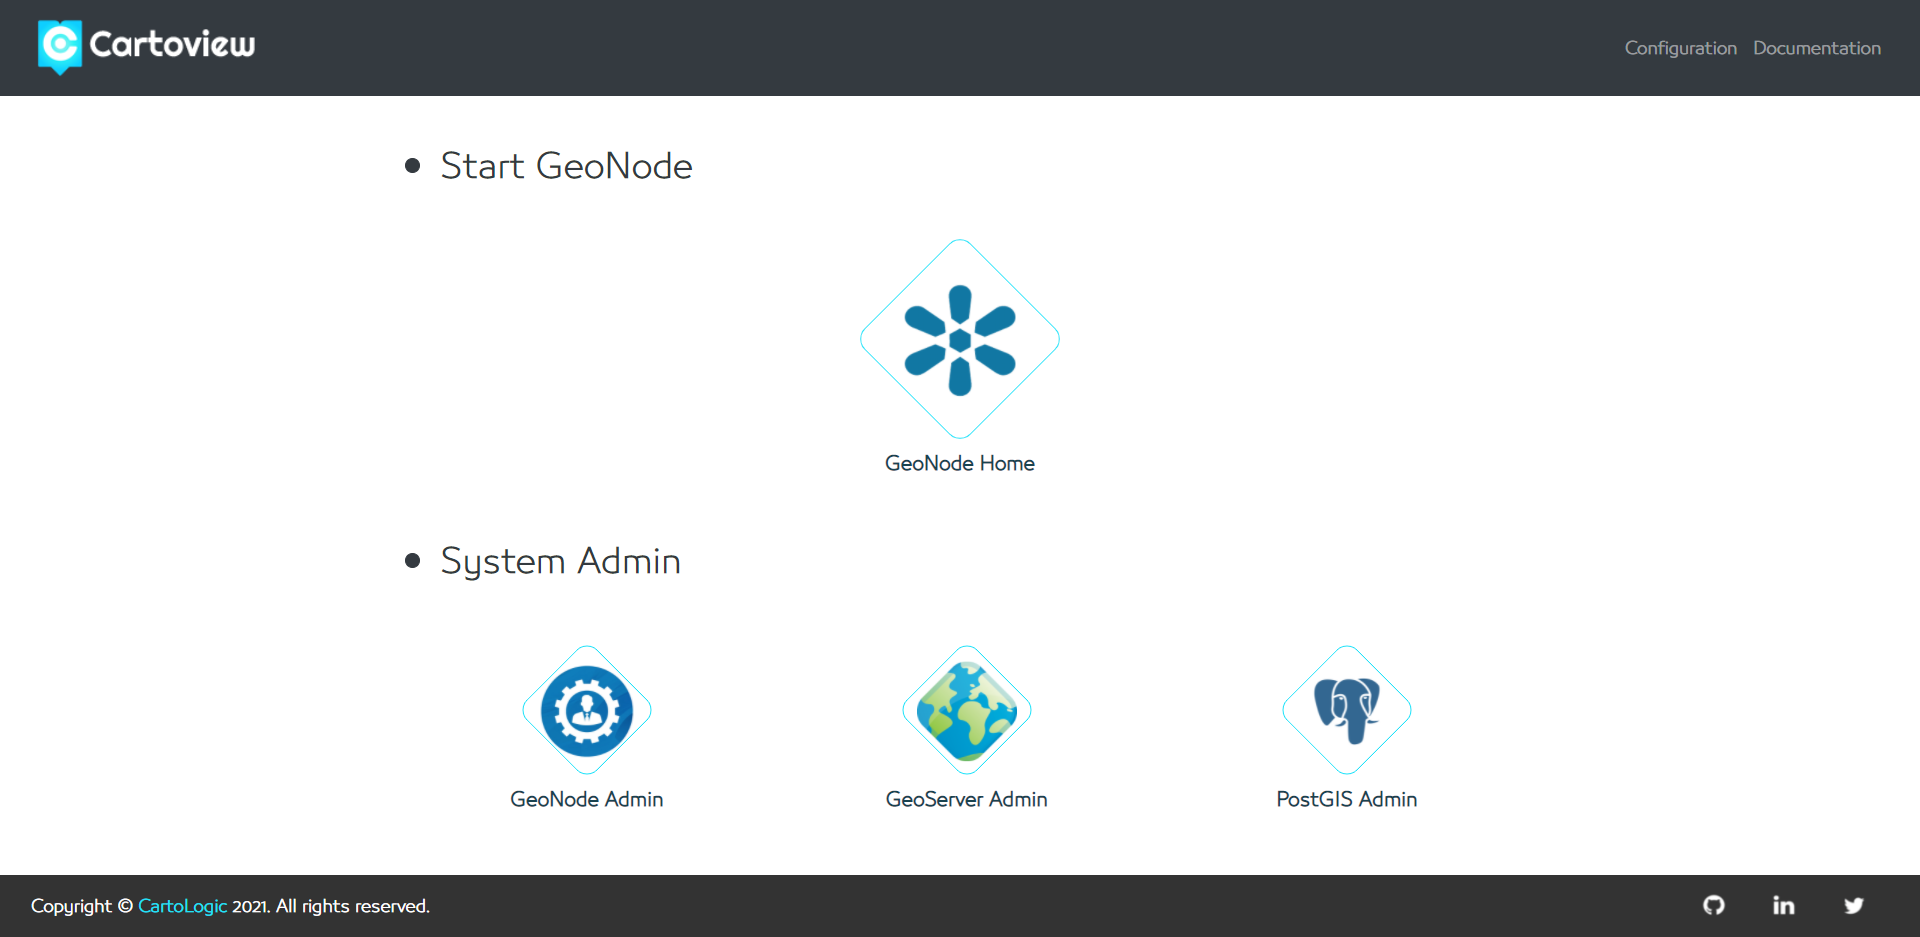 Cartoview
Configuration Documentation
Start GeoNode
GeoNode Home
System Admin
GeoNode Admin
GeoServer Admin
PostGIS Admin
Copyright © CartoLogic 2021. All rights reserved.